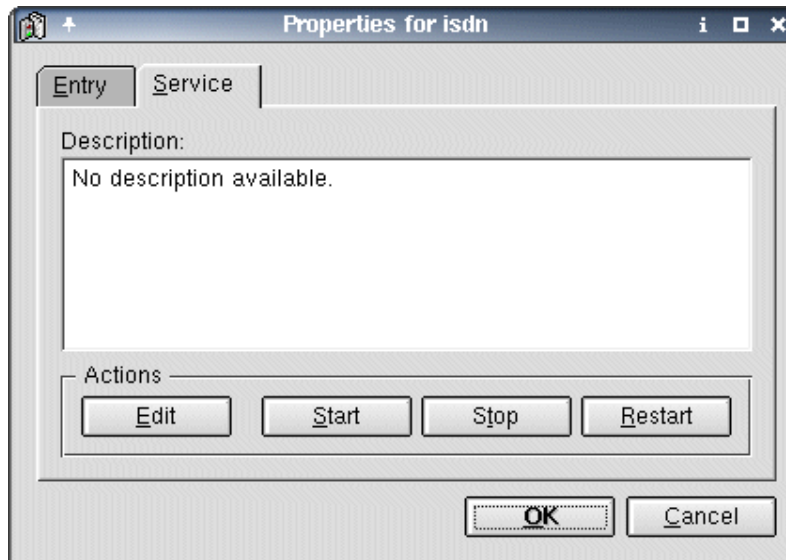 Properties for isdn
Entry Service
Description:
No description available.
Actions
Edit Start Stop Restart
OK Cancel